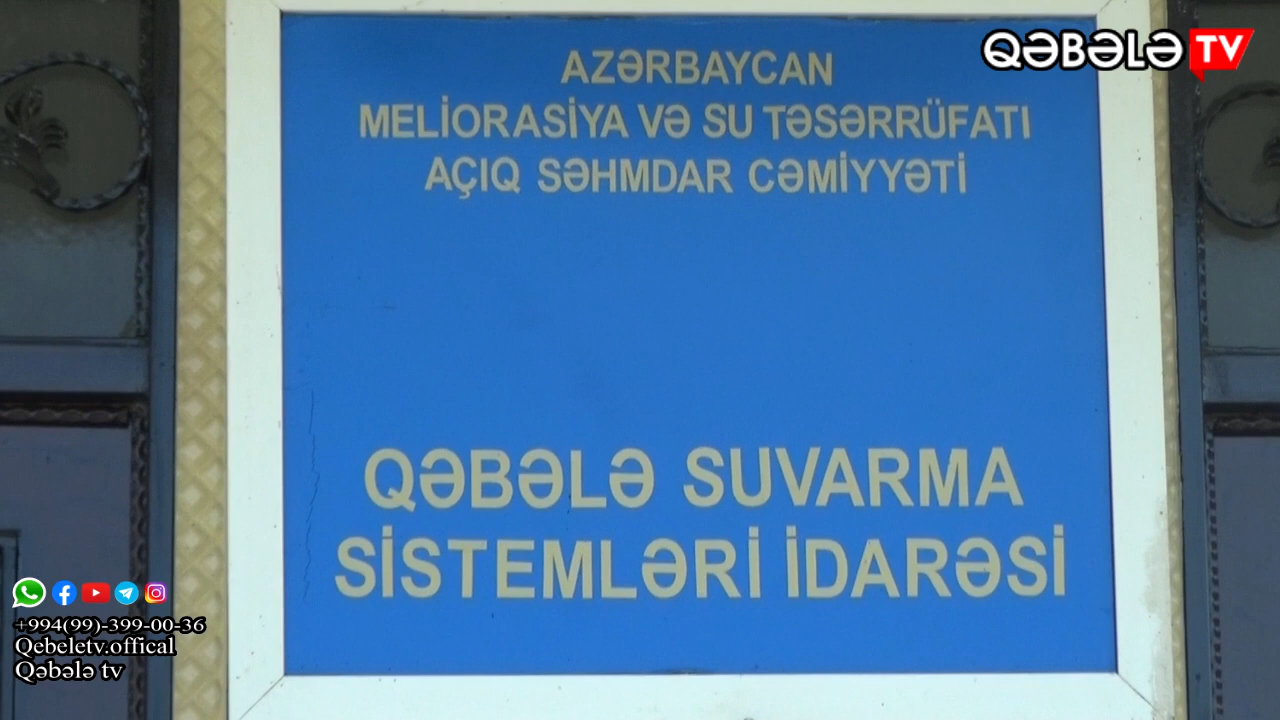 QƏBƏLƏ TV
AZƏRBAYCAN
MELİORASİYA VƏ SU TƏSƏRRÜFATI
AÇIQ SƏHMDAR CƏMİYYƏTİ
QƏBƏLƏ SUVARMA
SİSTEMLƏRİ İDARƏSİ
+994(99)-399-00-36
Qebeletv.offical
Qəbələ tv